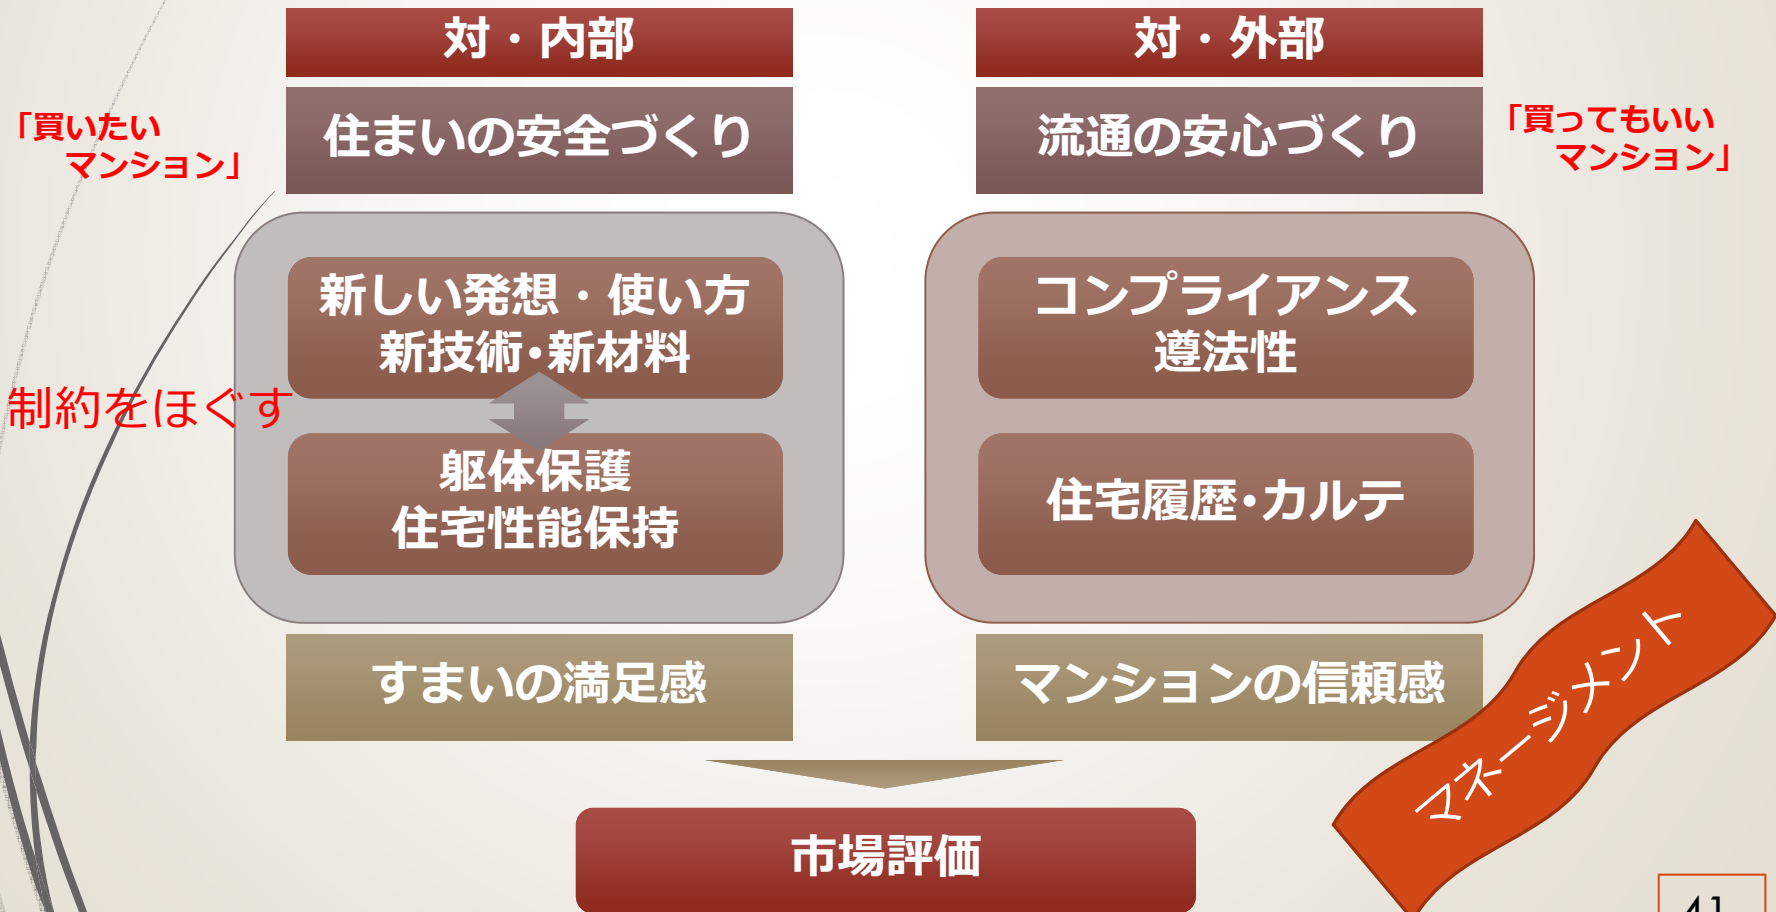 対・内部
対・外部
「買いたい
マンション」
住まいの安全づくり
流通の安心づくり
「買ってもいい
マンション」
新しい発想・使い方
新技術・新材料
コンプライアンス
遵法性
制約をほぐす
躯体保護
住宅性能保持
住宅履歴・カルテ
すまいの満足感
マンションの信頼感
マネージメント
市場評価
41